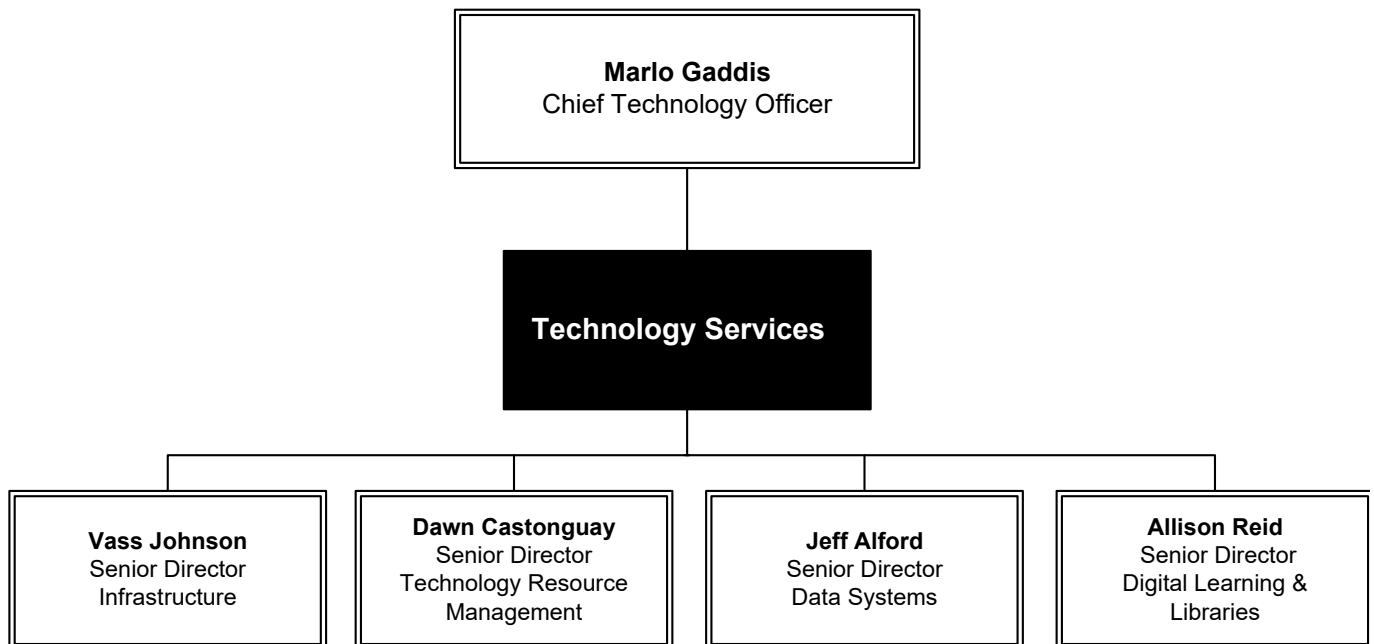 Marlo Gaddis
Chief Technology Officer
Technology Services
Vass Johnson
Senior Director
Infrastructure
Dawn Castonguay
Senior Director
Technology Resource
Management
Jeff Alford
Senior Director
Data Systems
Allison Reid
Senior Director
Digital Learning &
Libraries